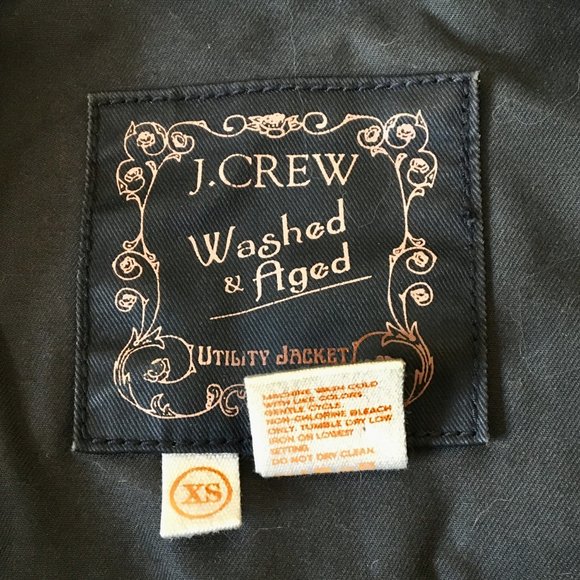 J.CREW
Washed
& Aged
UTILITY JACKET
MACHINE WASH COLD
WITH LIKE COLORS.
GENTLE CYCLE.
NON-CHLORINE BLEACH
ONLY. TUMBLE DRY LOW
IRON ON LOWEST
SETTING.
DO NOT DRY CLEAN
XS